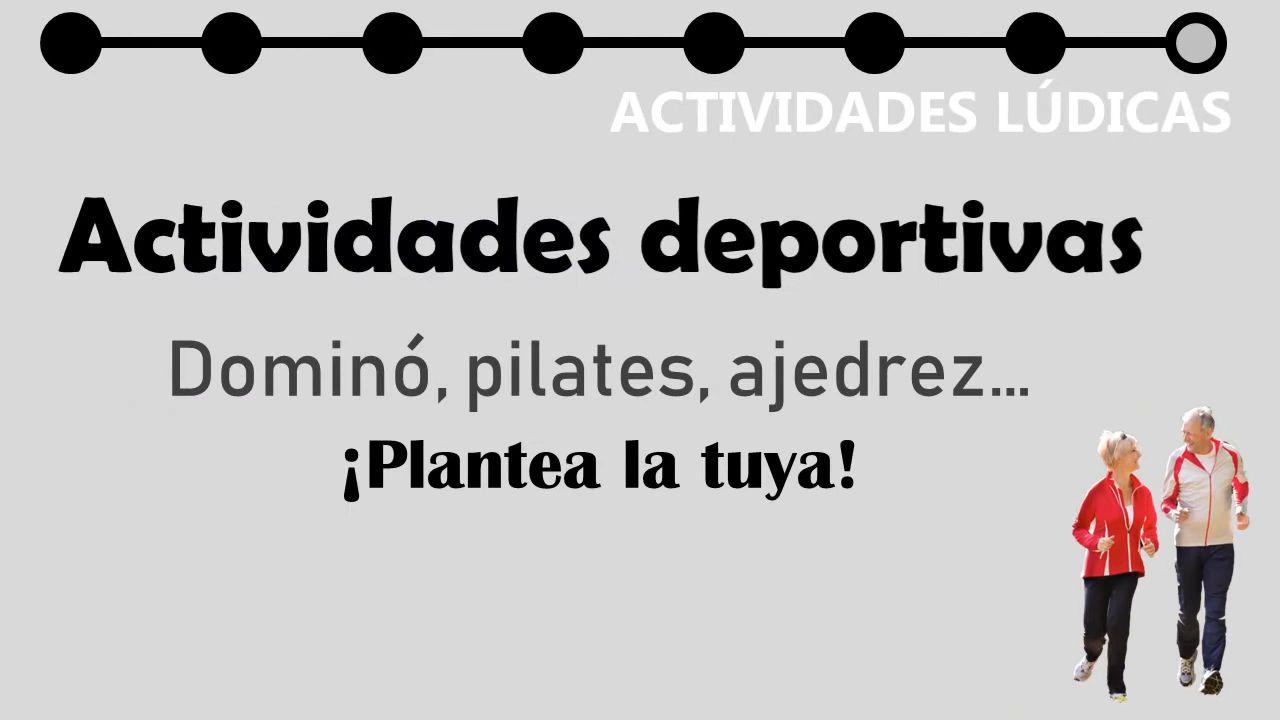 ACTIVIDADES LÚDICAS
Actividades deportivas
Dominó, pilates, ajedrez...
¡Plantea la tuya!